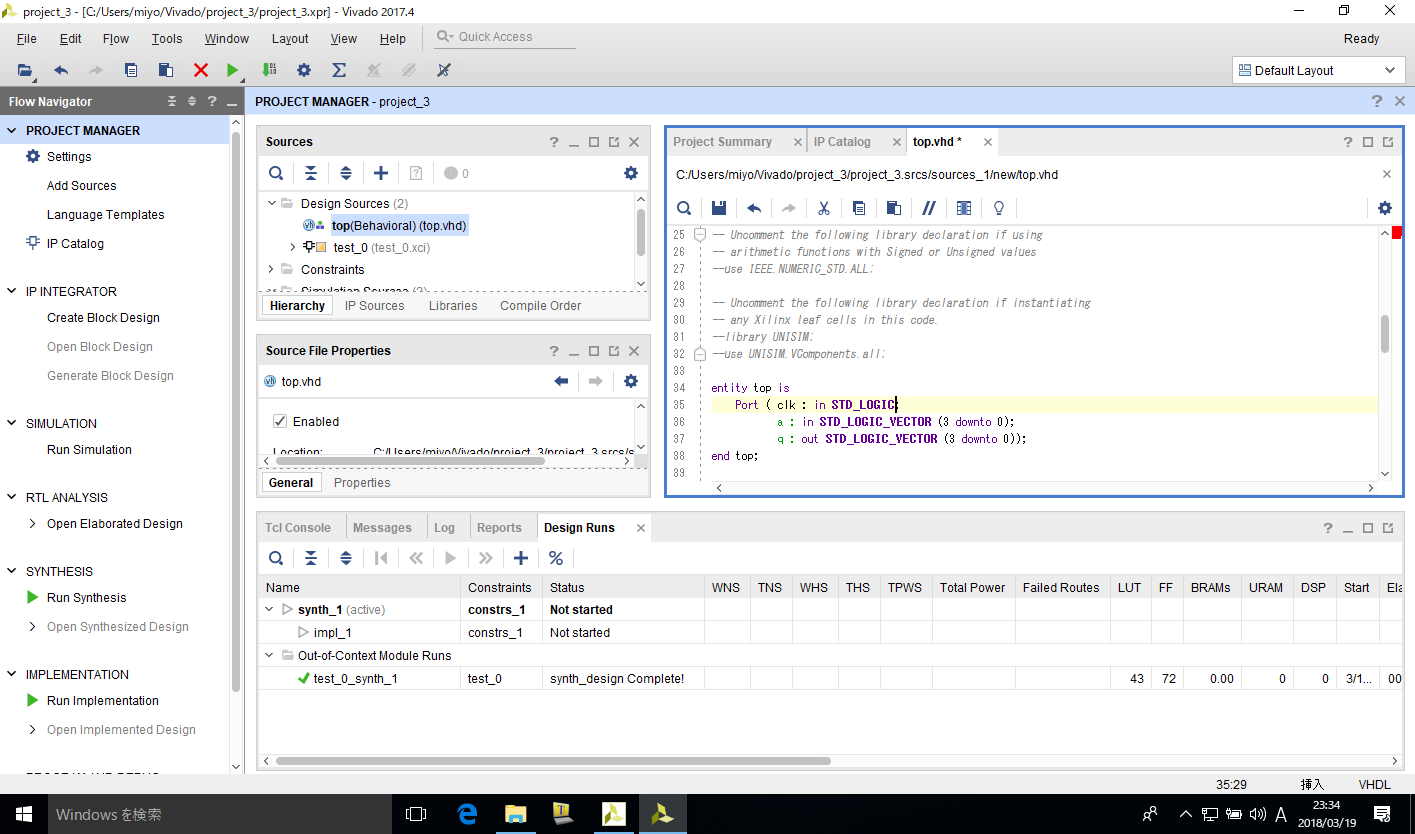 project_3 - [C:/Users/miyo/Vivado/project_3/project_3.xpr] - Vivado 2017.4
File Edit Flow Tools Window Layout View Help Quick Access Ready
Default Layout
Flow Navigator
PROJECT MANAGER
Settings
Add Sources
Language Templates
IP Catalog
IP INTEGRATOR
Create Block Design
Open Block Design
Generate Block Design
SIMULATION
Run Simulation
RTL ANALYSIS
Open Elaborated Design
SYNTHESIS
Run Synthesis
Open Synthesized Design
IMPLEMENTATION
Run Implementation
Open Implemented Design
PROJECT MANAGER - project_3
Sources
0
Design Sources (2)
top(Behavioral) (top.vhd)
test_0 (test_0.xci)
Constraints
Simulation Sources (2)
Hierarchy IP Sources Libraries Compile Order
Source File Properties
top.vhd
Enabled
Location: C:/Users/miyo/Vivado/project_3/project_3.srcs/s
General Properties
Project Summary IP Catalog top.vhd *
C:/Users/miyo/Vivado/project_3/project_3.srcs/sources_1/new/top.vhd
25 -- Uncomment the following library declaration if using
26 -- arithmetic functions with Signed or Unsigned values
27 --use IEEE.NUMERIC_STD.ALL;
28
29 -- Uncomment the following library declaration if instantiating
30 -- any Xilinx leaf cells in this code.
31 --library UNISIM;
32 --use UNISIM.VComponents.all;
33
34 entity top is
35 Port ( clk : in STD_LOGIC;
36 a : in STD_LOGIC_VECTOR (3 downto 0);
37 q : out STD_LOGIC_VECTOR (3 downto 0));
38 end top;
39
Tcl Console Messages Log Reports Design Runs
Name Constraints Status WNS TNS WHS THS TPWS Total Power Failed Routes LUT FF BRAMs URAM DSP Start Ela
synth_1 (active) constrs_1 Not started
impl_1 constrs_1 Not started
Out-of-Context Module Runs
test_0_synth_1 test_0 synth_design Complete! 43 72 0.00 0 0 3/1... 00
35:29 挿入 VHDL
Windows を検索
A
23:34
2018/03/19